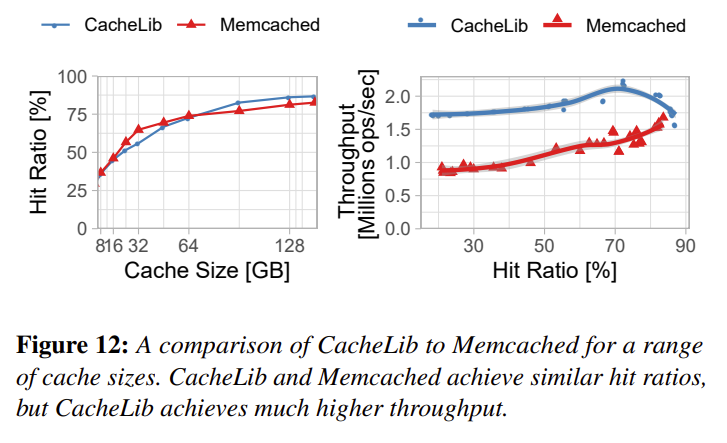 CacheLib Memcached
CacheLib Memcached
100
75
50
25
0
Hit Ratio [%]
816 32 64 128
Cache Size [GB]
2.0
1.5
1.0
0.5
0.0
Throughput
[Millions ops/sec]
30 50 70 90
Hit Ratio [%]
Figure 12: A comparison of CacheLib to Memcached for a range
of cache sizes. CacheLib and Memcached achieve similar hit ratios,
but CacheLib achieves much higher throughput.